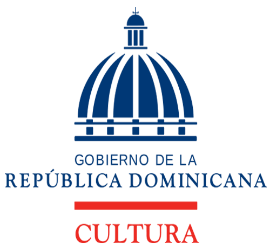 GOBIERNO DE LA
REPÚBLICA DOMINICANA
CULTURA